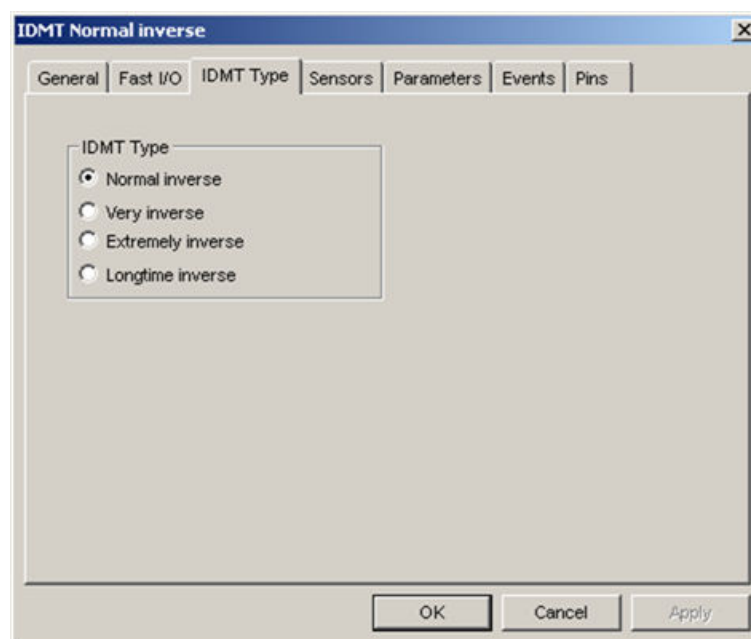 IDMT Normal inverse
General Fast I/O IDMT Type Sensors Parameters Events Pins
IDMT Type
Normal inverse
Very inverse
Extremely inverse
Longtime inverse
OK Cancel Apply